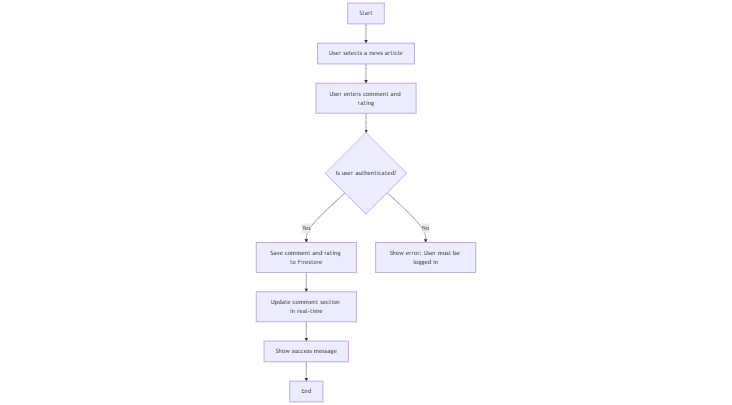 Start
User selects a news article
User enters comment and
rating
Is user authenticated?
Yes
No
Save comment and rating
to Firestore
Show error: User must be
logged in
Update comment section
in real-time
Show success message
End